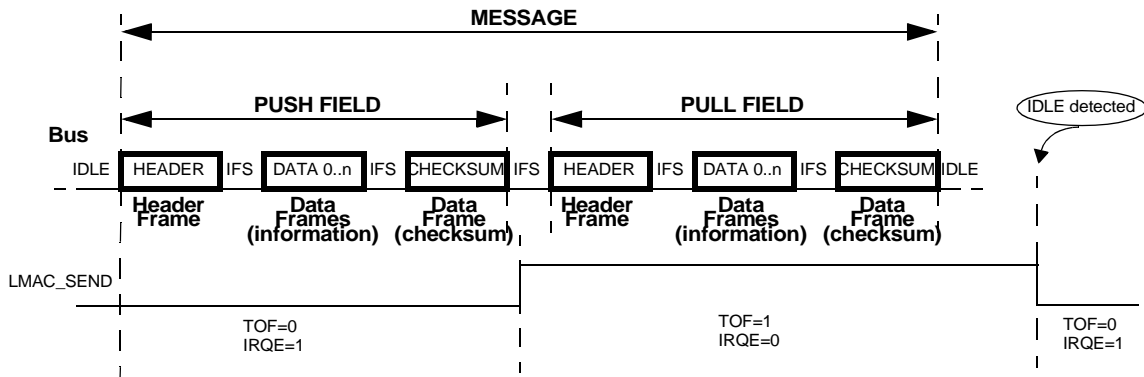 MESSAGE
PUSH FIELD
PULL FIELD
IDLE detected
Bus
IDLE HEADER IFS DATA 0..n IFS CHECKSUM IFS HEADER IFS DATA 0..n IFS CHECKSUM IDLE
Header Frame
Data Frames (information)
Data Frame (checksum)
Header Frame
Data Frames (information)
Data Frame (checksum)
LMAC_SEND
TOF=0
IRQE=1
TOF=1
IRQE=0
TOF=0
IRQE=1